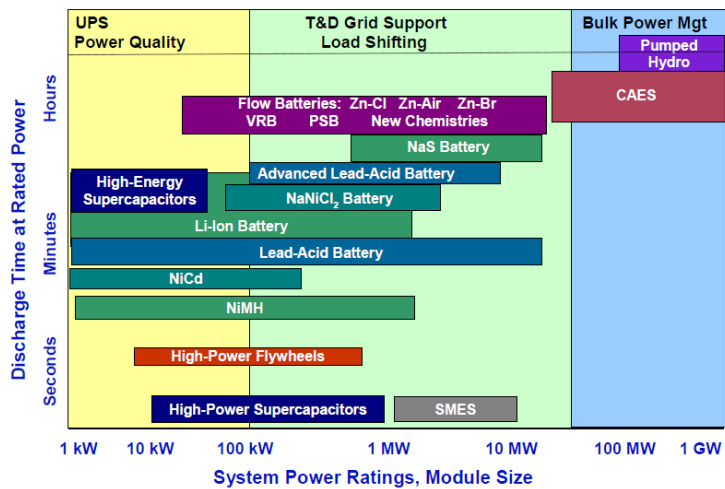 UPS
Power Quality
T&D Grid Support
Load Shifting
Bulk Power Mgt
Pumped
Hydro
CAES
Flow Batteries: Zn-Cl Zn-Air Zn-Br
VRB PSB New Chemistries
NaS Battery
Advanced Lead-Acid Battery
High-Energy
Supercapacitors
NaNiCl₂ Battery
Li-Ion Battery
Lead-Acid Battery
NiCd
NiMH
High-Power Flywheels
High-Power Supercapacitors
SMES
Discharge Time at Rated Power
Hours
Minutes
Seconds
1 kW 10 kW 100 kW 1 MW 10 MW 100 MW 1 GW
System Power Ratings, Module Size